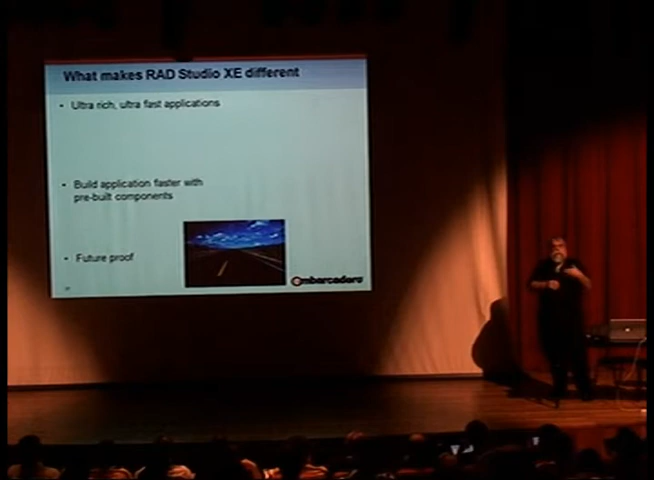 What makes RAD Studio XE different
• Ultra rich, ultra fast applications
• Build application faster with
pre-built components
• Future proof
embarcadero